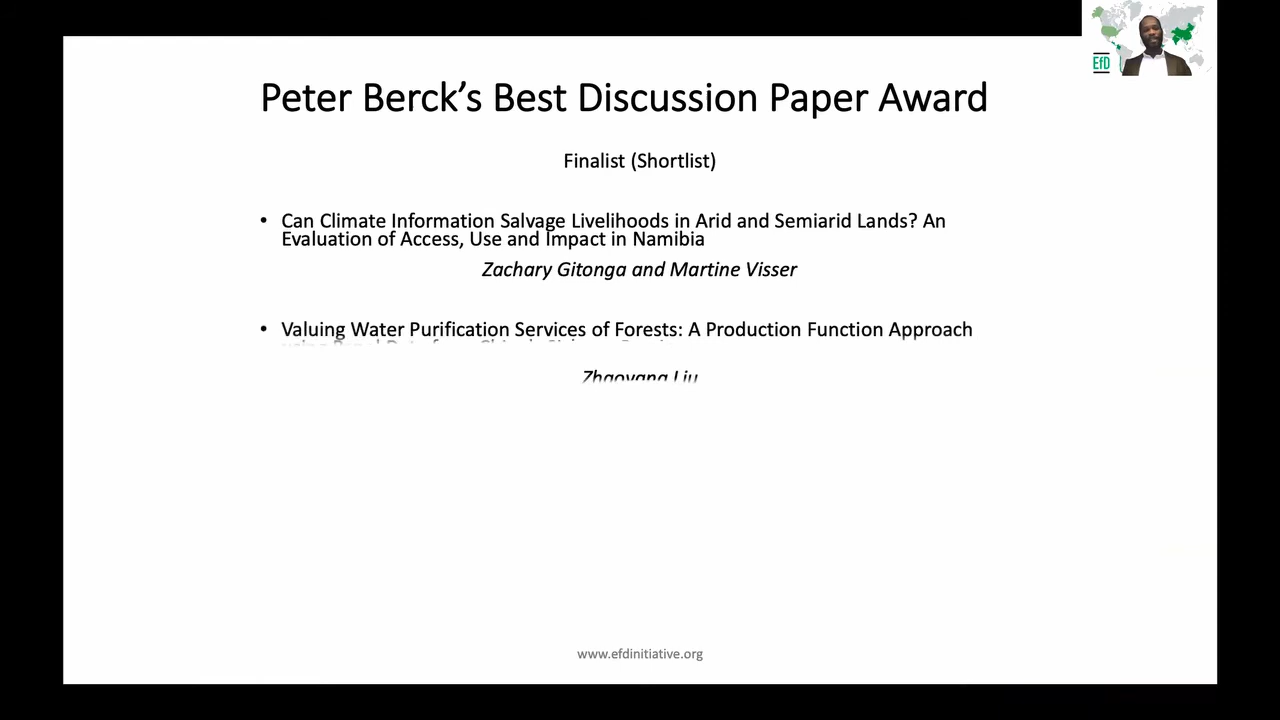 EfD
Peter Berck’s Best Discussion Paper Award
Finalist (Shortlist)
• Can Climate Information Salvage Livelihoods in Arid and Semiarid Lands? An
Evaluation of Access, Use and Impact in Namibia
Zachary Gitonga and Martine Visser
• Valuing Water Purification Services of Forests: A Production Function Approach
Zhaoyang Liu
www.efdinitiative.org